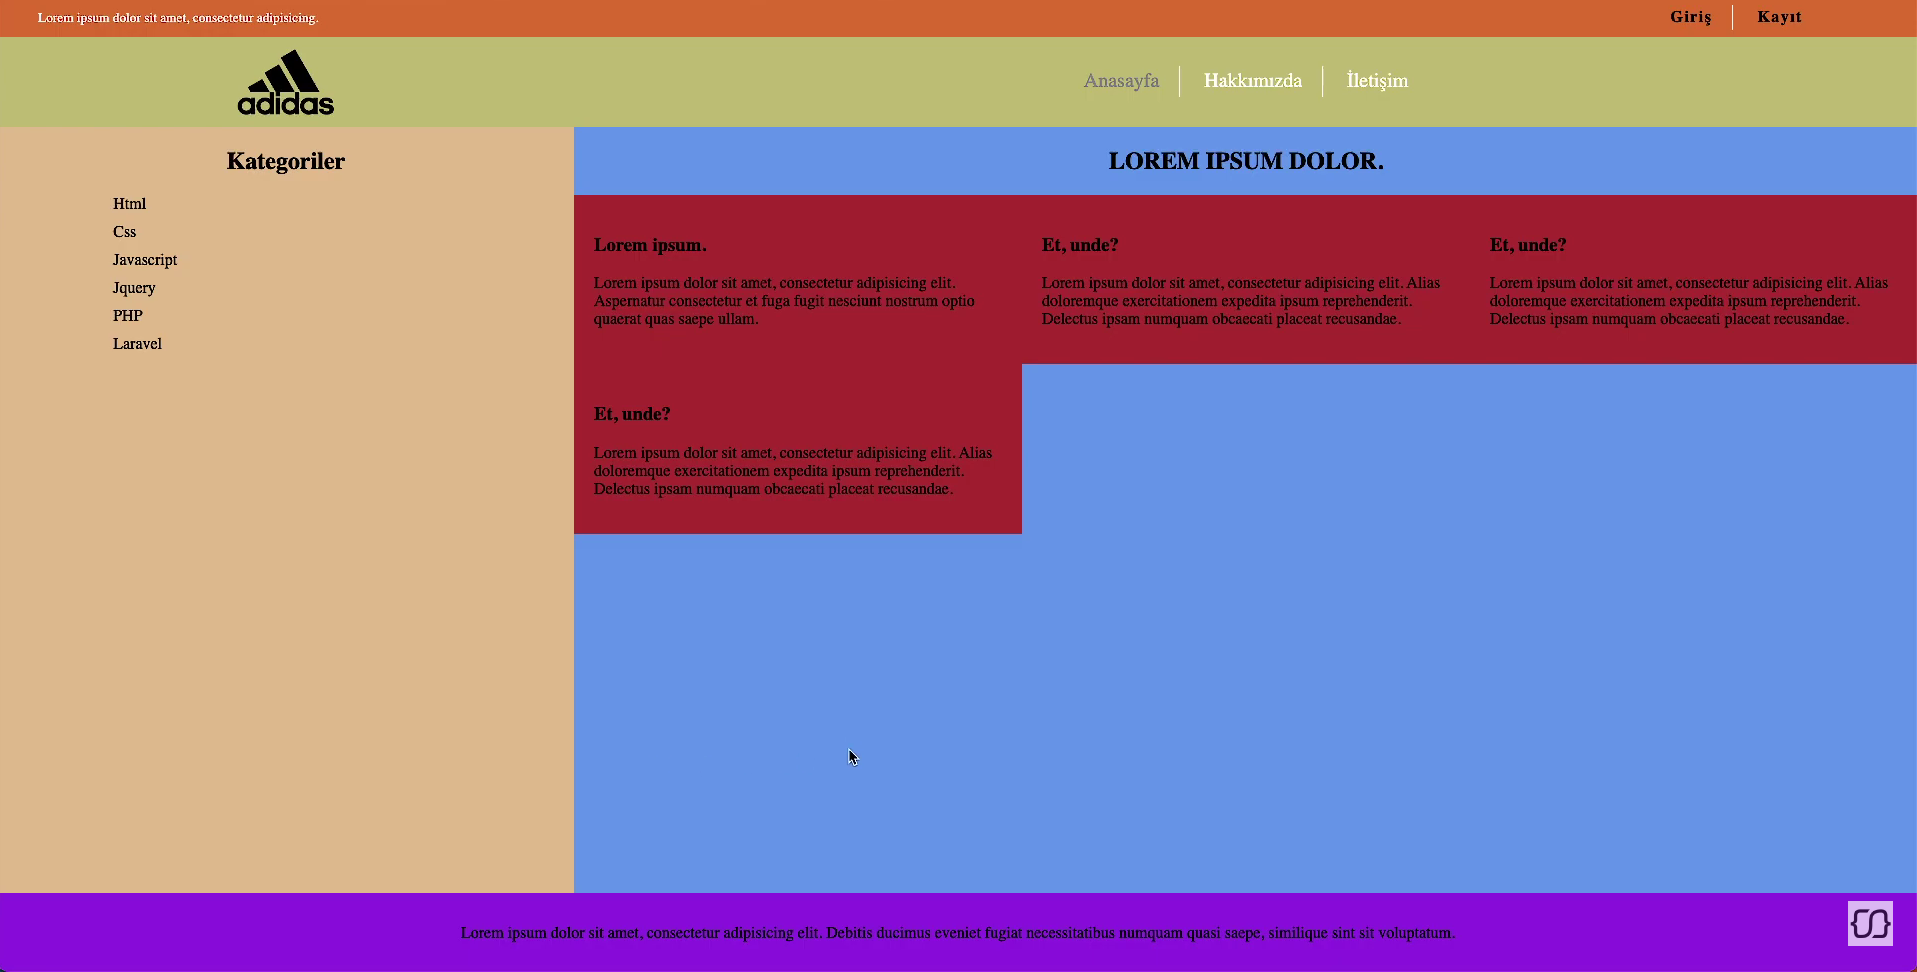 Lorem ipsum dolor sit amet, consectetur adipisicing.
Giriş
Kayıt
adidas
Anasayfa
Hakkımızda
İletişim
Kategoriler
Html
Css
Javascript
Jquery
PHP
Laravel
LOREM IPSUM DOLOR.
Lorem ipsum.
Lorem ipsum dolor sit amet, consectetur adipisicing elit.
Aspernatur consectetur et fuga fugit nesciunt nostrum optio
quaerat quas saepe ullam.
Et, unde?
Lorem ipsum dolor sit amet, consectetur adipisicing elit. Alias
doloremque exercitationem expedita ipsum reprehenderit.
Delectus ipsam numquam obcaecati placeat recusandae.
Et, unde?
Lorem ipsum dolor sit amet, consectetur adipisicing elit. Alias
doloremque exercitationem expedita ipsum reprehenderit.
Delectus ipsam numquam obcaecati placeat recusandae.
Et, unde?
Lorem ipsum dolor sit amet, consectetur adipisicing elit. Alias
doloremque exercitationem expedita ipsum reprehenderit.
Delectus ipsam numquam obcaecati placeat recusandae.
Lorem ipsum dolor sit amet, consectetur adipisicing elit. Debitis ducimus eveniet fugiat necessitatibus numquam quasi saepe, similique sint sit voluptatum.